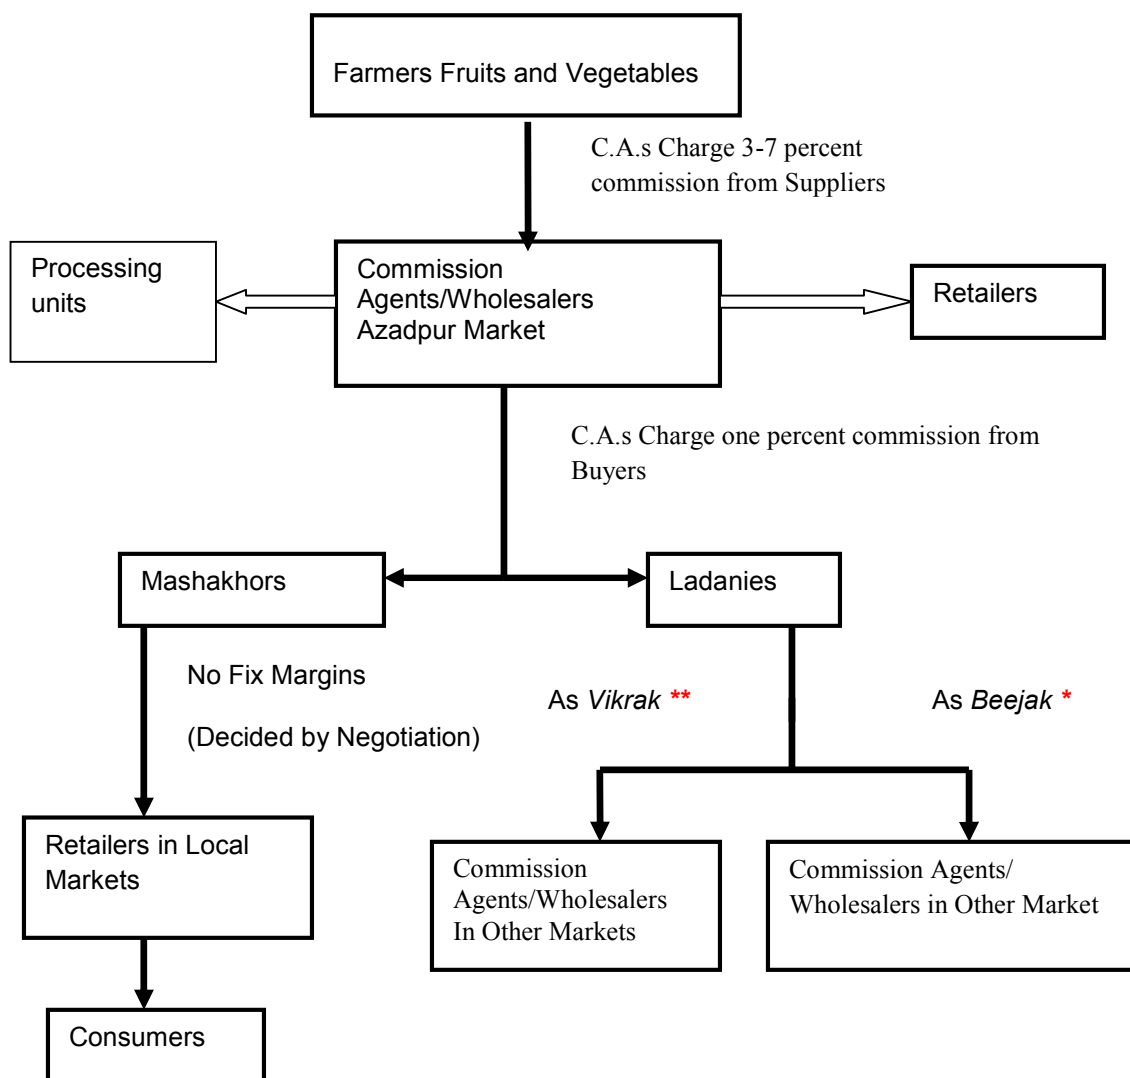 Farmers Fruits and Vegetables
C.A.s Charge 3-7 percent
commission from Suppliers
Processing
units
Commission
Agents/Wholesalers
Azadpur Market
Retailers
C.A.s Charge one percent commission from
Buyers
Mashakhors
Ladanies
No Fix Margins
(Decided by Negotiation)
As Vikrak **
As Beejak *
Retailers in Local
Markets
Commission
Agents/Wholesalers
In Other Markets
Commission Agents/
Wholesalers in Other Market
Consumers